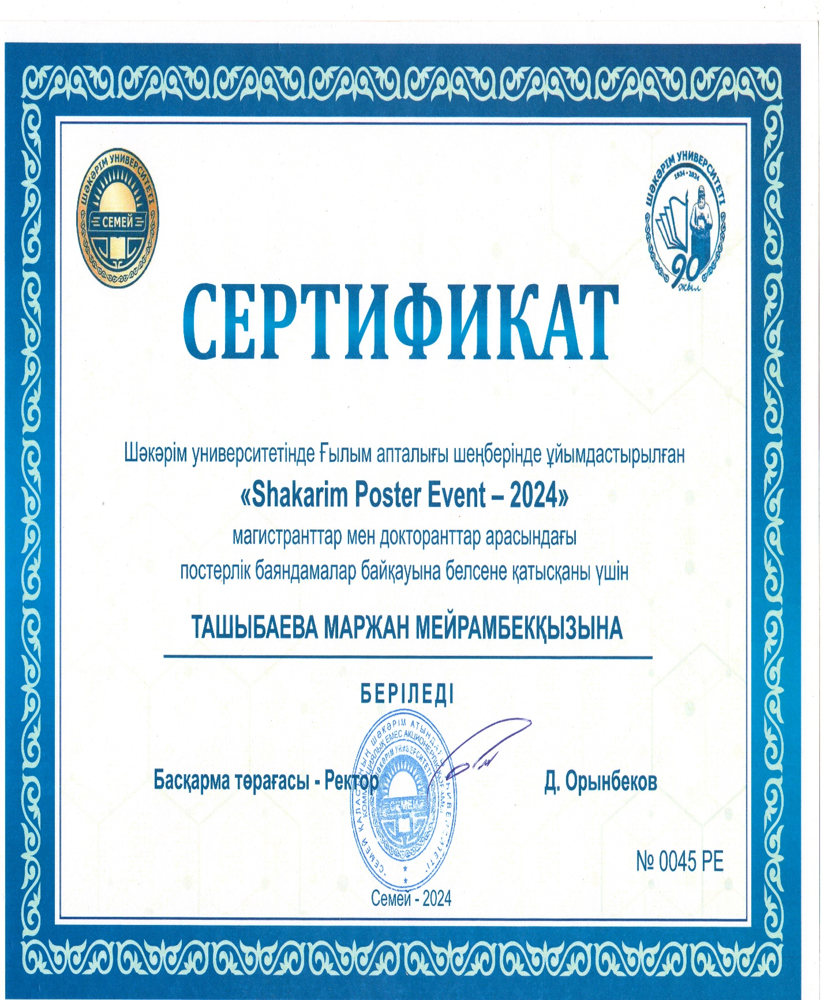 ШӘКӘРІМ УНИВЕРСИТЕТІ
СЕМЕЙ
ШӘКӘРІМ УНИВЕРСИТЕТІ
1934 • 2024
90
жыл
СЕРТИФИКАТ
Шәкәрім университетінде Ғылым апталығы шеңберінде ұйымдастырылған
«Shakarim Poster Event – 2024»
магистранттар мен докторанттар арасындағы
постерлік баяндамалар байқауына белсене қатысқаны үшін
ТАШЫБАЕВА МАРЖАН МЕЙРАМБЕКҚЫЗЫНА
БЕРІЛЕДІ
Басқарма төрағасы - Ректор
Д. Орынбеков
СЕМЕЙ ҚАЛАСЫНЫҢ ШӘКӘРІМ АТЫНДАҒЫ УНИВЕРСИТЕТІ
КОММЕРЦИЯЛЫҚ ЕМЕС АКЦИОНЕРЛІК ҚОҒАМЫ
ШӘКӘРІМ УНИВЕРСИТЕТІ
СЕМЕЙ
№ 0045 PE
Семей - 2024